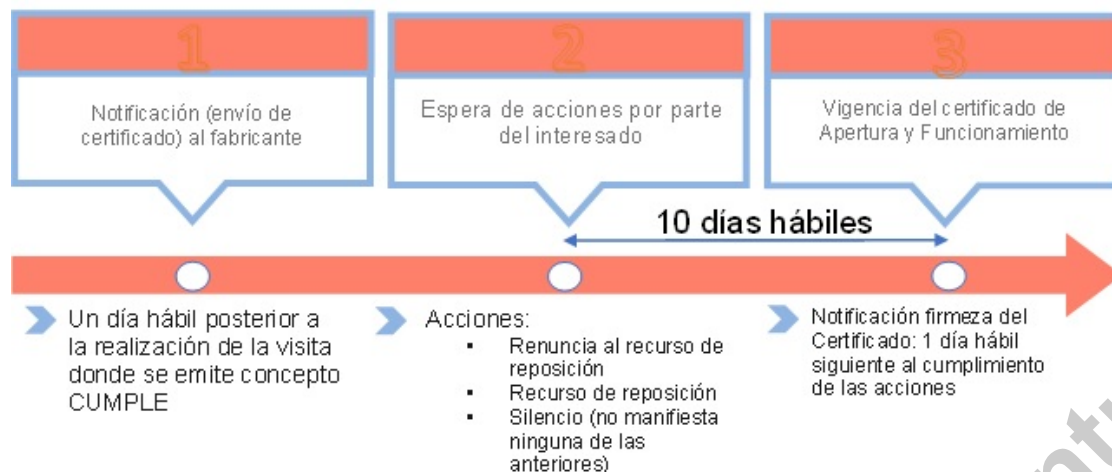 1
Notificación (envío de
certificado) al fabricante
2
Espera de acciones por parte
del interesado
3
Vigencia del certificado de
Apertura y Funcionamiento
10 días hábiles
Un día hábil posterior a
la realización de la visita
donde se emite concepto
CUMPLE
Acciones:
▪ Renuncia al recurso de
reposición
▪ Recurso de reposición
▪ Silencio (no manifiesta
ninguna de las
anteriores)
Notificación firmeza del
Certificado: 1 día hábil
siguiente al cumplimiento
de las acciones